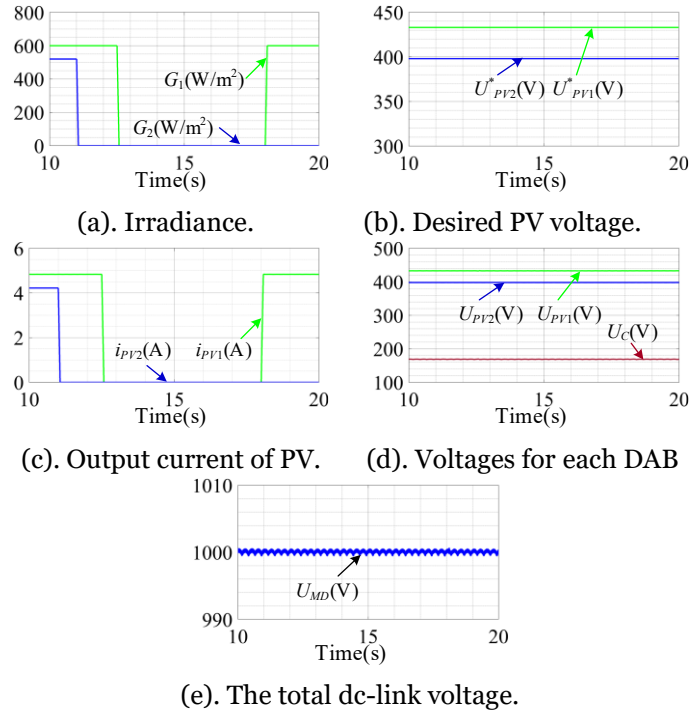 800
600
400
200
0
G₁(W/m²)
G₂(W/m²)
10
15
20
Time(s)
(a). Irradiance.
450
400
350
300
U*PV2(V)
U*PV1(V)
10
15
20
Time(s)
(b). Desired PV voltage.
6
4
2
0
iPV2(A)
iPV1(A)
10
15
20
Time(s)
(c). Output current of PV.
500
400
300
200
100
UPV2(V)
UPV1(V)
UC(V)
10
15
20
Time(s)
(d). Voltages for each DAB
1010
1000
990
UMD(V)
10
15
20
Time(s)
(e). The total dc-link voltage.